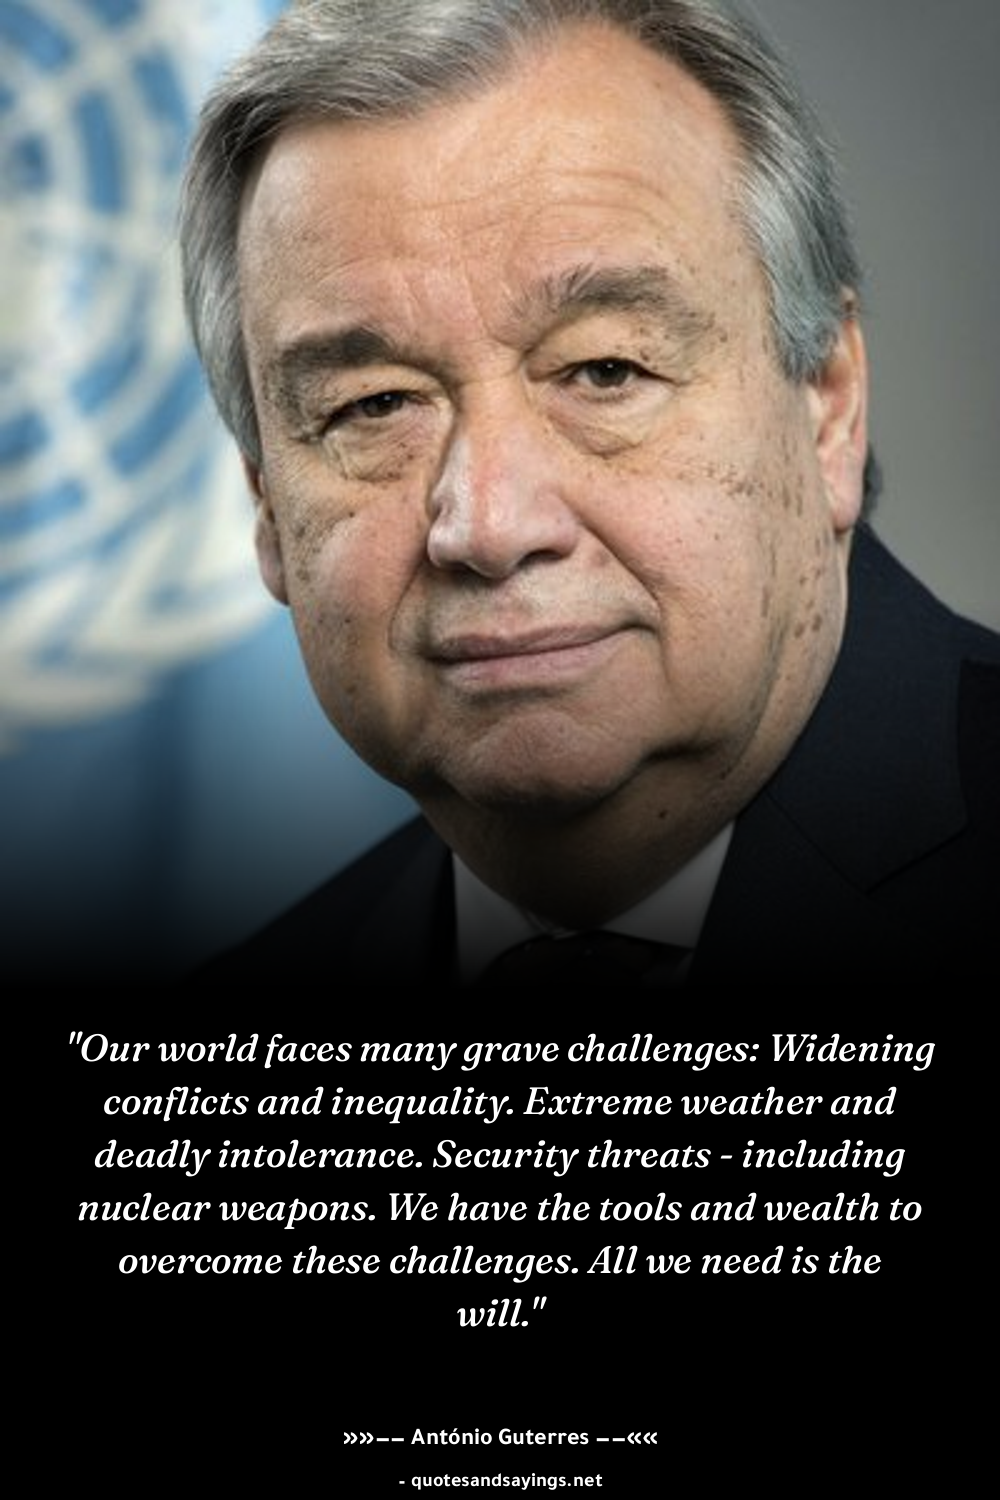 "Our world faces many grave challenges: Widening
conflicts and inequality. Extreme weather and
deadly intolerance. Security threats - including
nuclear weapons. We have the tools and wealth to
overcome these challenges. All we need is the
will."
»»−− António Guterres −−««
- quotesandsayings.net